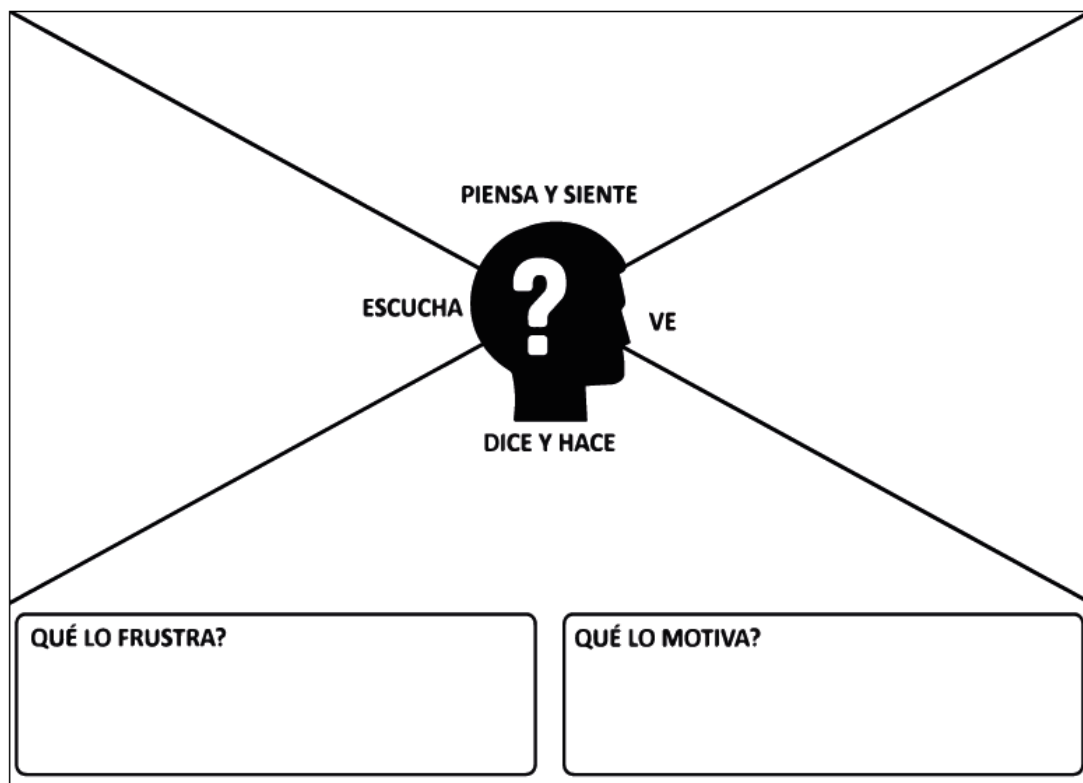 PIENSA Y SIENTE
?
ESCUCHA
VE
DICE Y HACE
QUÉ LO FRUSTRA?
QUÉ LO MOTIVA?